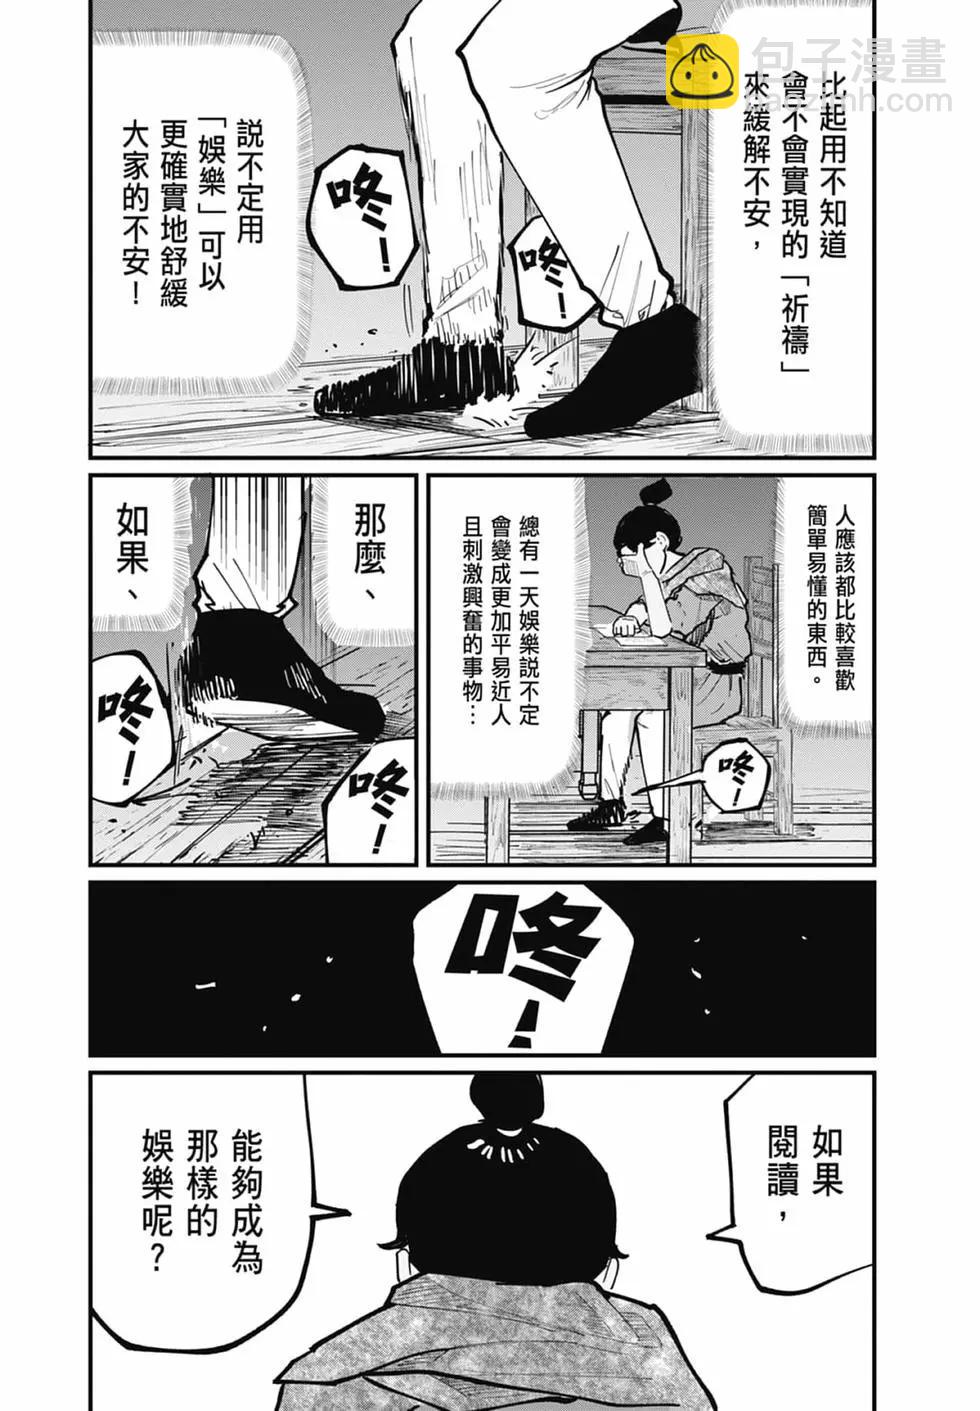 包子漫畫
baozimh.com
比起用不知道
會不會實現的「祈禱」
來緩解不安，
咚！
咚！
説不定用
「娛樂」可以
更確實地舒緩
大家的不安！
人應該都比較喜歡
簡單易懂的東西。
總有一天娛樂説不定
會變成更加平易近人
且刺激興奮的事物…
咚！
那麼、
如果、
咚！
咚！
咚！
如果
閱讀，
能夠成為
那樣的
娛樂呢？